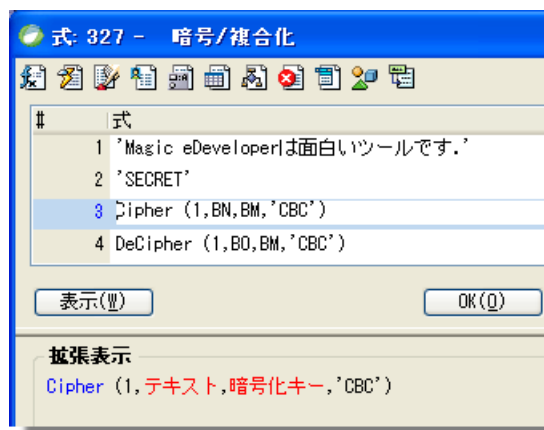 式: 327 - 暗号/複合化
# 式
1 'Magic eDeveloperは面白いツールです.'
2 'SECRET'
3 Cipher (1,BN,BM,'CBC')
4 DeCipher (1,BO,BM,'CBC')
表示(W) OK(O)
拡張表示
Cipher (1,テキスト,暗号化キー,'CBC')